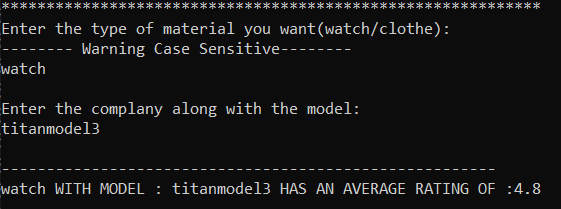 ************************************************************
Enter the type of material you want(watch/clothe):
-------- Warning Case Sensitive--------
watch
Enter the complany along with the model:
titanmodel3
-------------------------------------------------------
watch WITH MODEL : titanmodel3 HAS AN AVERAGE RATING OF :4.8